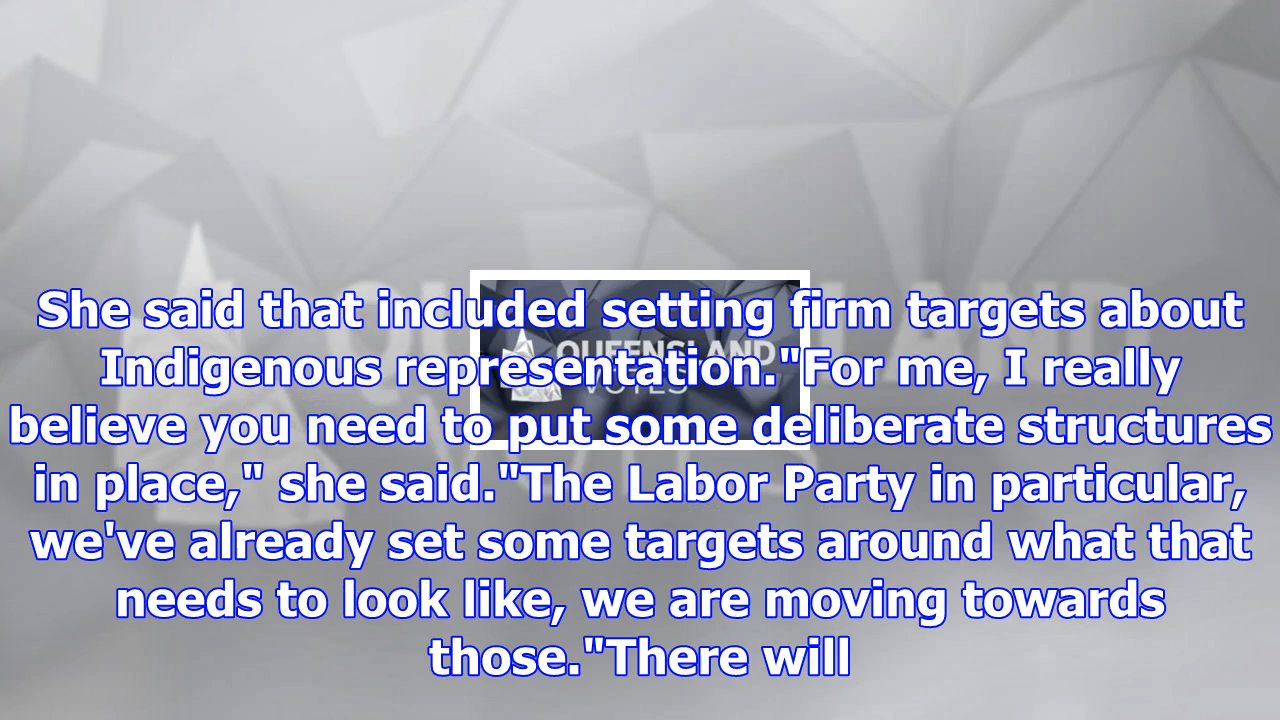 She said that included setting firm targets about
Indigenous representation."For me, I really
believe you need to put some deliberate structures
in place," she said."The Labor Party in particular,
we've already set some targets around what that
needs to look like, we are moving towards
those."There will
QUEENSLAND
VOTES